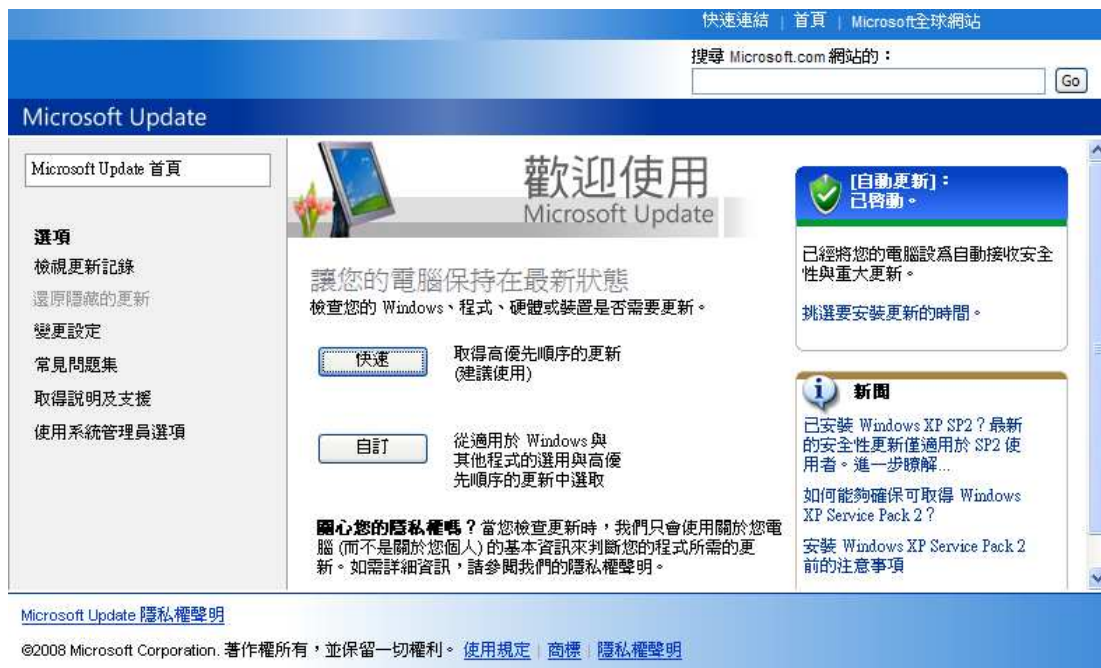 快速連結 | 首頁 | Microsoft全球網站
搜尋 Microsoft.com 網站的：
Go
Microsoft Update
Microsoft Update 首頁
選項
檢視更新記錄
還原隱藏的更新
變更設定
常見問題集
取得說明及支援
使用系統管理員選項
歡迎使用
Microsoft Update
讓您的電腦保持在最新狀態
檢查您的 Windows、程式、硬體或裝置是否需要更新。
快速
取得高優先順序的更新
(建議使用)
自訂
從適用於 Windows 與
其他程式的選用與高優
先順序的更新中選取
關心您的隱私權嗎？當您檢查更新時，我們只會使用關於您電
腦 (而不是關於您個人) 的基本資訊來判斷您的程式所需的更
新。如需詳細資訊，請參閱我們的隱私權聲明。
[自動更新]：
已啟動。
已經將您的電腦設為自動接收安全
性與重大更新。
挑選要安裝更新的時間。
新聞
已安裝 Windows XP SP2？最新
的安全性更新僅適用於 SP2 使
用者。進一步瞭解...
如何能夠確保可取得 Windows
XP Service Pack 2？
安裝 Windows XP Service Pack 2
前的注意事項
Microsoft Update 隱私權聲明
©2008 Microsoft Corporation. 著作權所有，並保留一切權利。 使用規定 | 商標 | 隱私權聲明